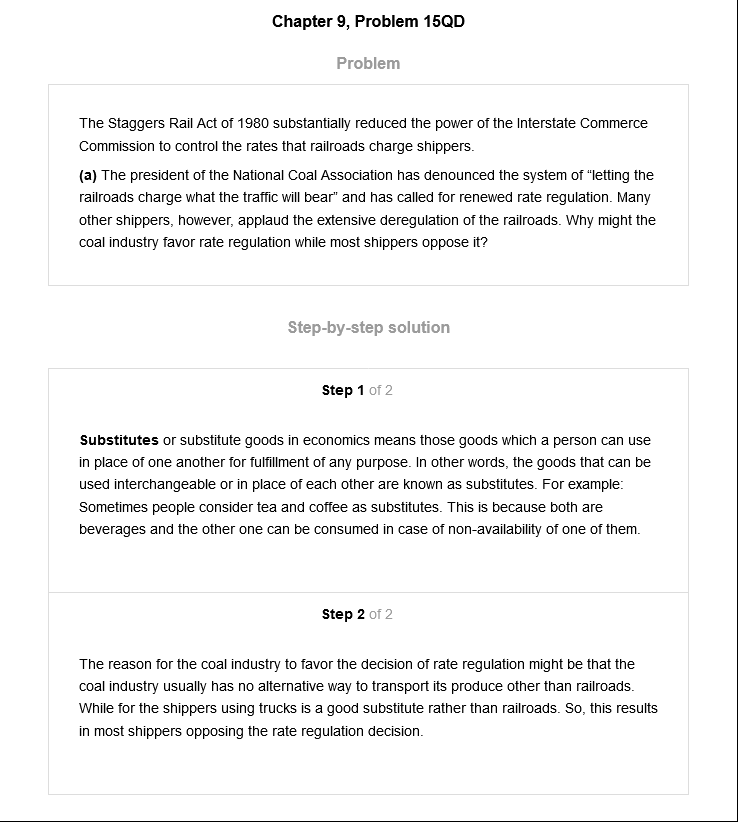 Chapter 9, Problem 15QD
Problem
The Staggers Rail Act of 1980 substantially reduced the power of the Interstate Commerce
Commission to control the rates that railroads charge shippers.
(a) The president of the National Coal Association has denounced the system of “letting the
railroads charge what the traffic will bear” and has called for renewed rate regulation. Many
other shippers, however, applaud the extensive deregulation of the railroads. Why might the
coal industry favor rate regulation while most shippers oppose it?
Step-by-step solution
Step 1 of 2
Substitutes or substitute goods in economics means those goods which a person can use
in place of one another for fulfillment of any purpose. In other words, the goods that can be
used interchangeable or in place of each other are known as substitutes. For example:
Sometimes people consider tea and coffee as substitutes. This is because both are
beverages and the other one can be consumed in case of non-availability of one of them.
Step 2 of 2
The reason for the coal industry to favor the decision of rate regulation might be that the
coal industry usually has no alternative way to transport its produce other than railroads.
While for the shippers using trucks is a good substitute rather than railroads. So, this results
in most shippers opposing the rate regulation decision.